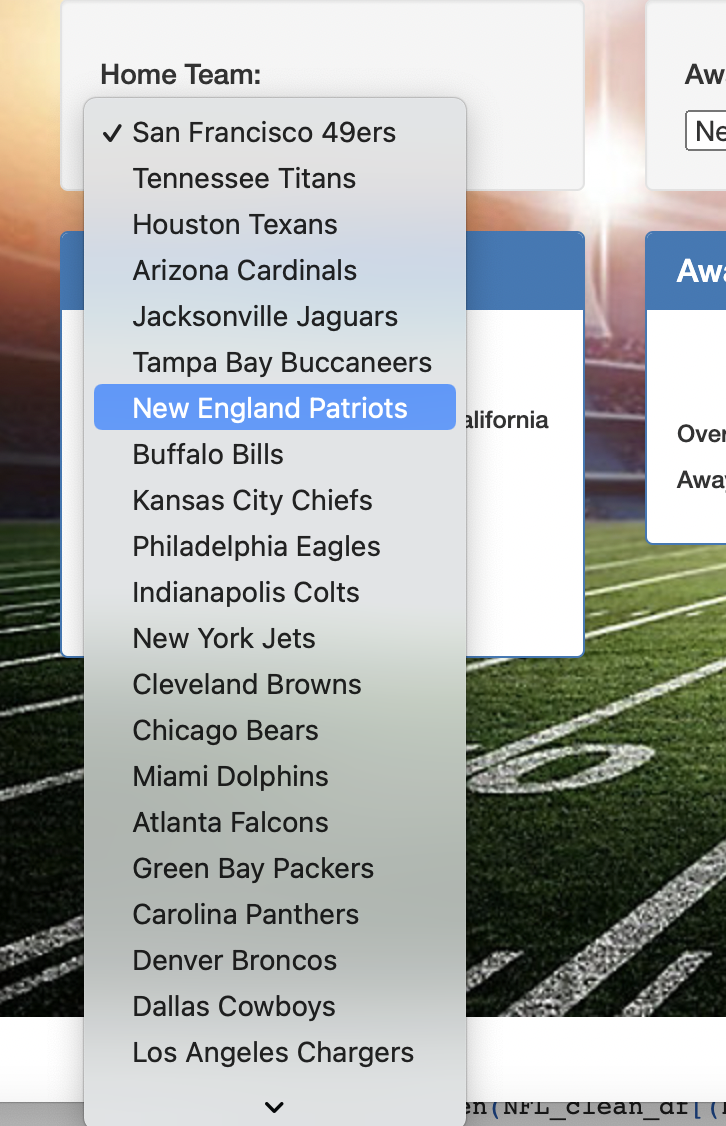 Home Team:
Aw
Ne
✓ San Francisco 49ers
Tennessee Titans
Houston Texans
Arizona Cardinals
Jacksonville Jaguars
Tampa Bay Buccaneers
New England Patriots
Buffalo Bills
Kansas City Chiefs
Philadelphia Eagles
Indianapolis Colts
New York Jets
Cleveland Browns
Chicago Bears
Miami Dolphins
Atlanta Falcons
Green Bay Packers
Carolina Panthers
Denver Broncos
Dallas Cowboys
Los Angeles Chargers
Awa
alifornia
Over
Away
0
en(NFL_clean_df[(